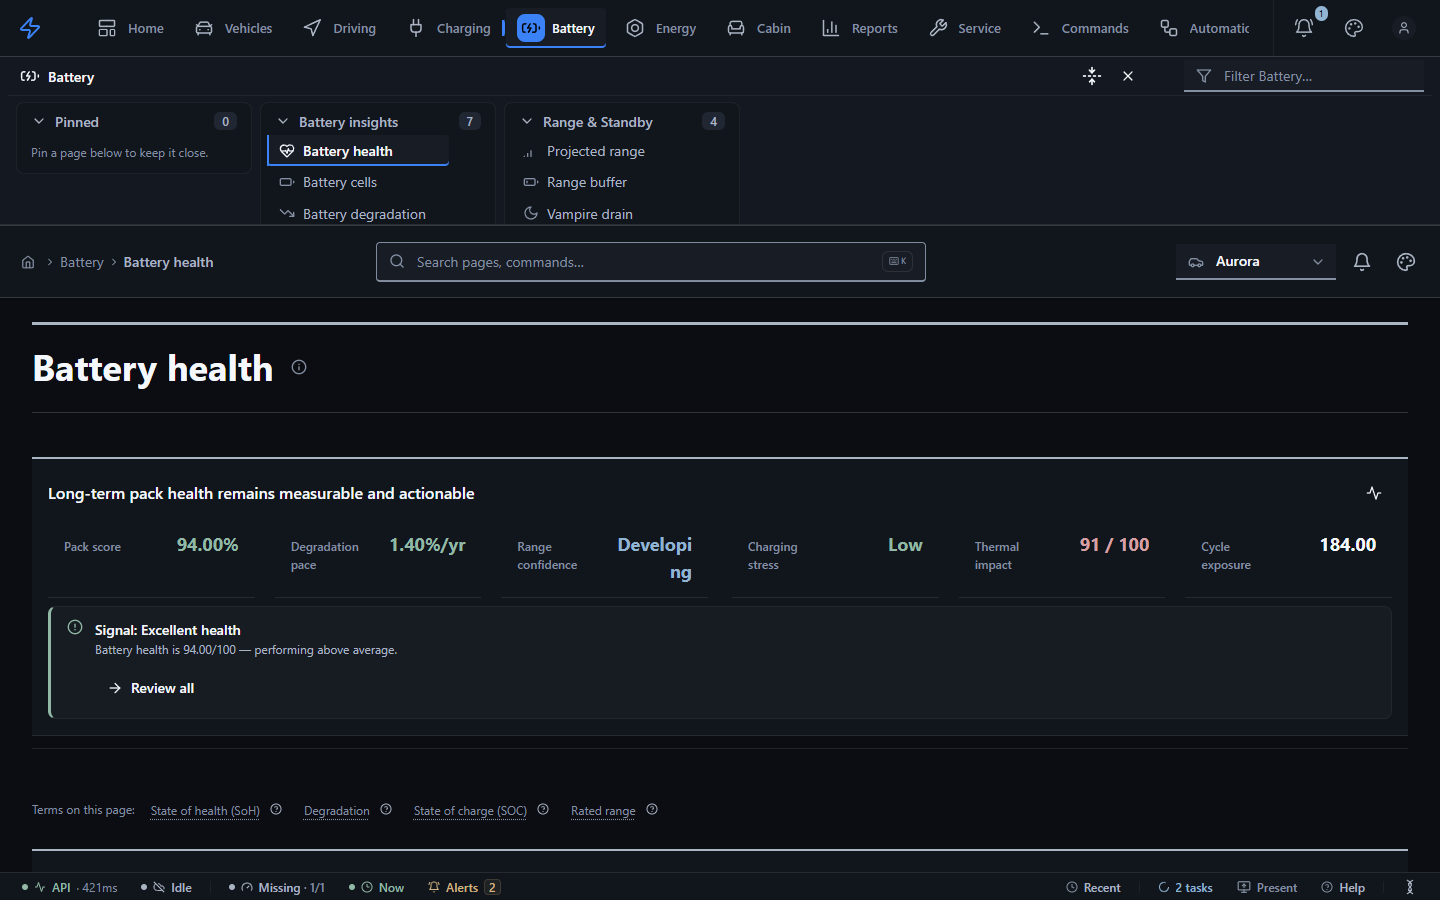 Home Vehicles Driving Charging Battery Energy Cabin Reports Service Commands Automatic 1
Battery Filter Battery...
Pinned 0
Pin a page below to keep it close.
Battery insights 7
Battery health
Battery cells
Battery degradation
Range & Standby 4
Projected range
Range buffer
Vampire drain
Battery Battery health Search pages, commands... K Aurora
Battery health
Long-term pack health remains measurable and actionable
Pack score 94.00%
Degradation pace 1.40%/yr
Range confidence Developing
Charging stress Low
Thermal impact 91 / 100
Cycle exposure 184.00
Signal: Excellent health
Battery health is 94.00/100 — performing above average.
Review all
Terms on this page: State of health (SoH) Degradation State of charge (SOC) Rated range
API · 421ms Idle Missing · 1/1 Now Alerts 2 Recent 2 tasks Present Help